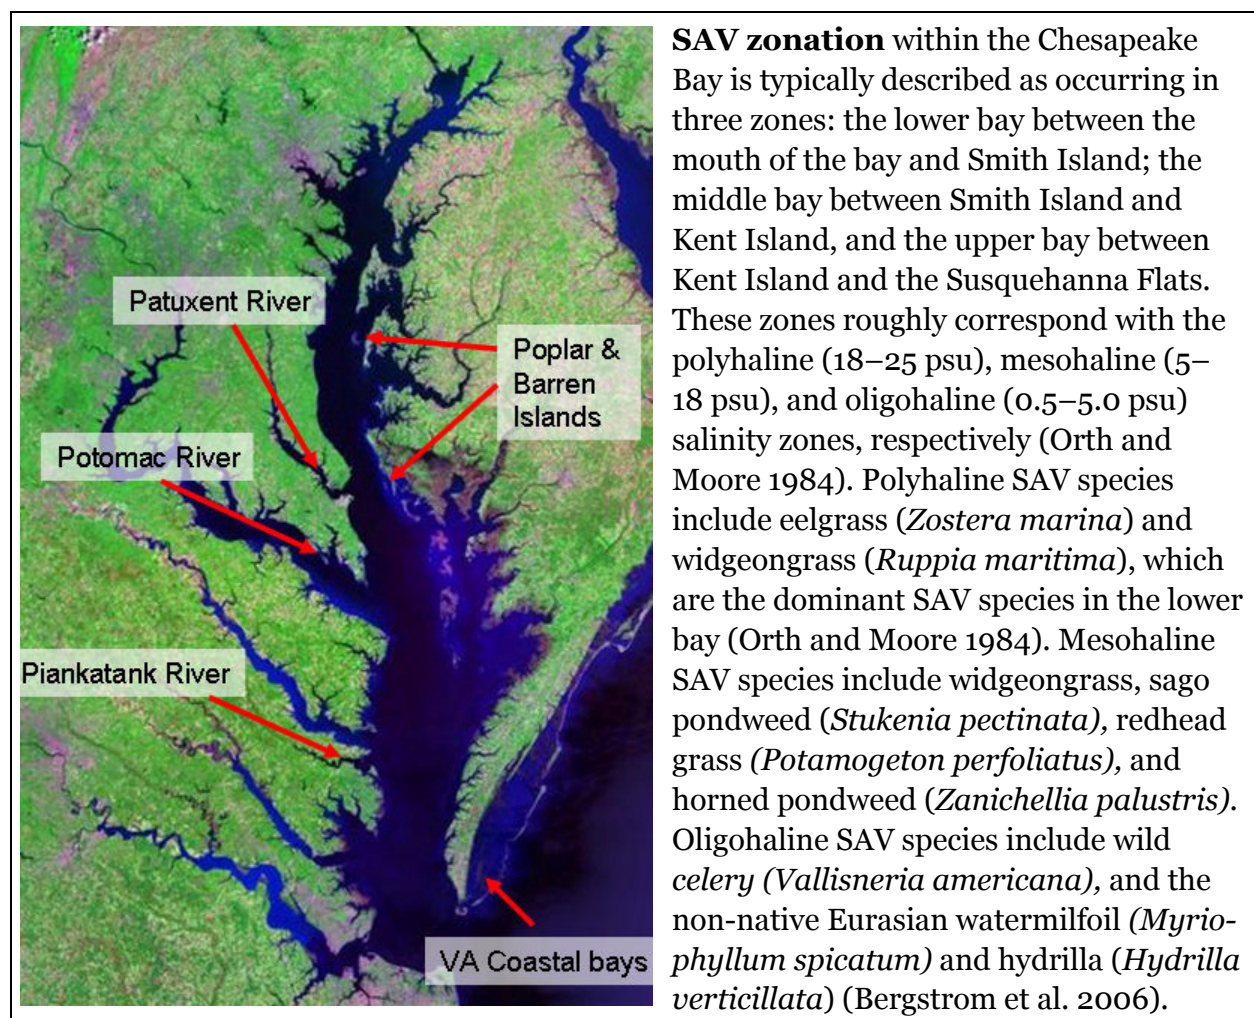 Patuxent River
Poplar &
Barren
Islands
Potomac River
Piankatank River
VA Coastal bays
SAV zonation within the Chesapeake
Bay is typically described as occurring in
three zones: the lower bay between the
mouth of the bay and Smith Island; the
middle bay between Smith Island and
Kent Island, and the upper bay between
Kent Island and the Susquehanna Flats.
These zones roughly correspond with the
polyhaline (18–25 psu), mesohaline (5–
18 psu), and oligohaline (0.5–5.0 psu)
salinity zones, respectively (Orth and
Moore 1984). Polyhaline SAV species
include eelgrass (Zostera marina) and
widgeongrass (Ruppia maritima), which
are the dominant SAV species in the lower
bay (Orth and Moore 1984). Mesohaline
SAV species include widgeongrass, sago
pondweed (Stukenia pectinata), redhead
grass (Potamogeton perfoliatus), and
horned pondweed (Zanichellia palustris).
Oligohaline SAV species include wild
celery (Vallisneria americana), and the
non-native Eurasian watermilfoil (Myrio-
phyllum spicatum) and hydrilla (Hydrilla
verticillata) (Bergstrom et al. 2006).